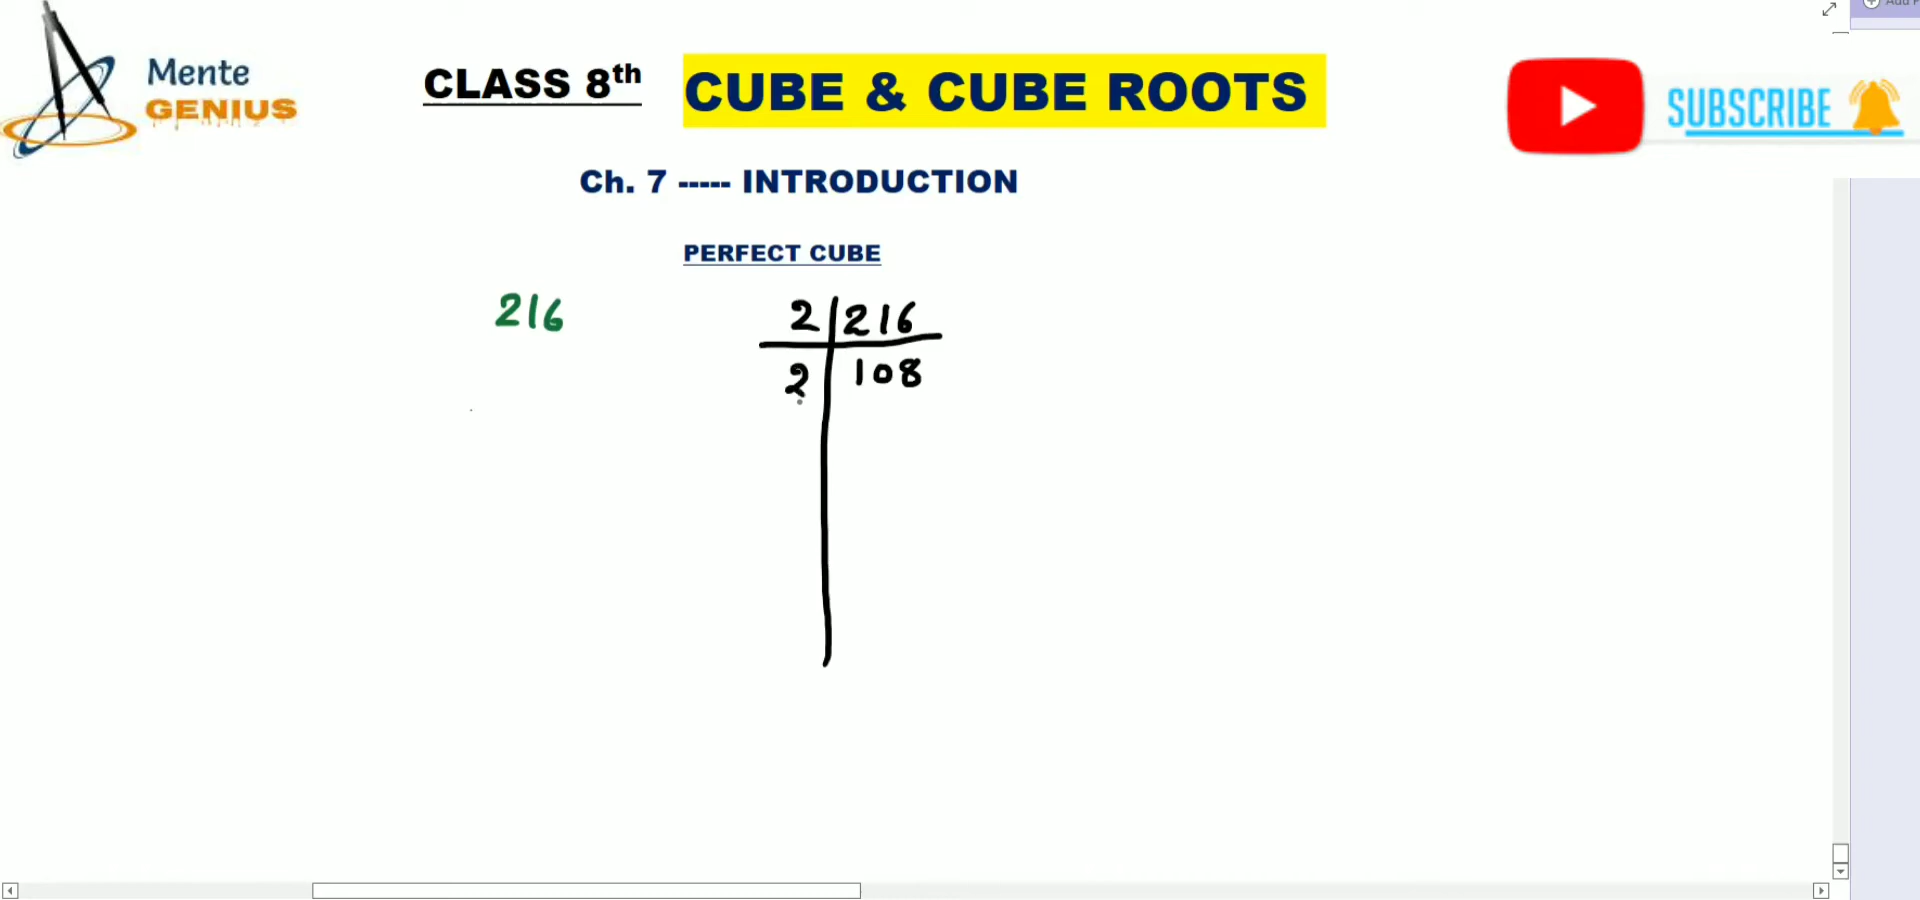 Mente
GENIUS
CLASS 8th CUBE & CUBE ROOTS
SUBSCRIBE
Ch. 7 ----- INTRODUCTION
PERFECT CUBE
216
2 216
2 108